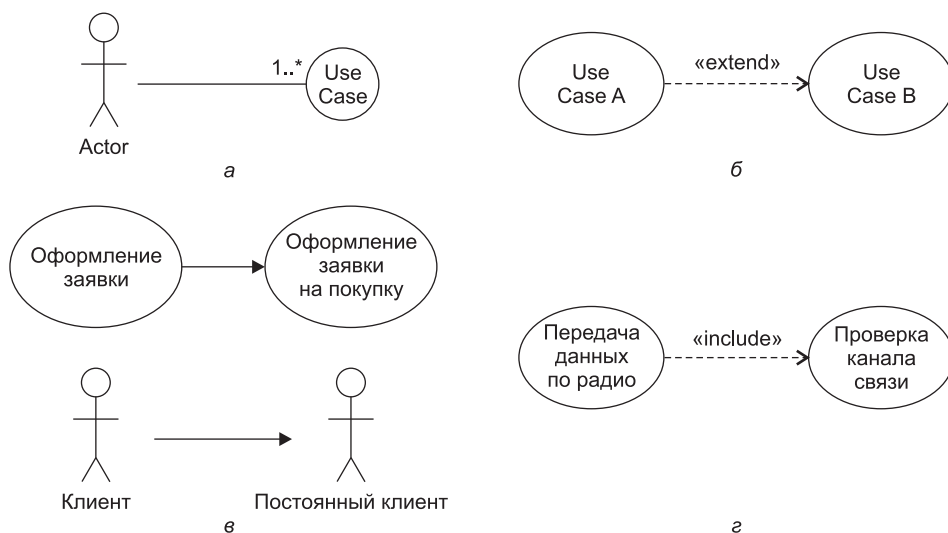 1..*
Use
Case
Actor
а
Use
Case A
«extend»
Use
Case B
б
Оформление
заявки
Оформление
заявки
на покупку
Клиент
Постоянный клиент
в
Передача
данных
по радио
«include»
Проверка
канала
связи
г